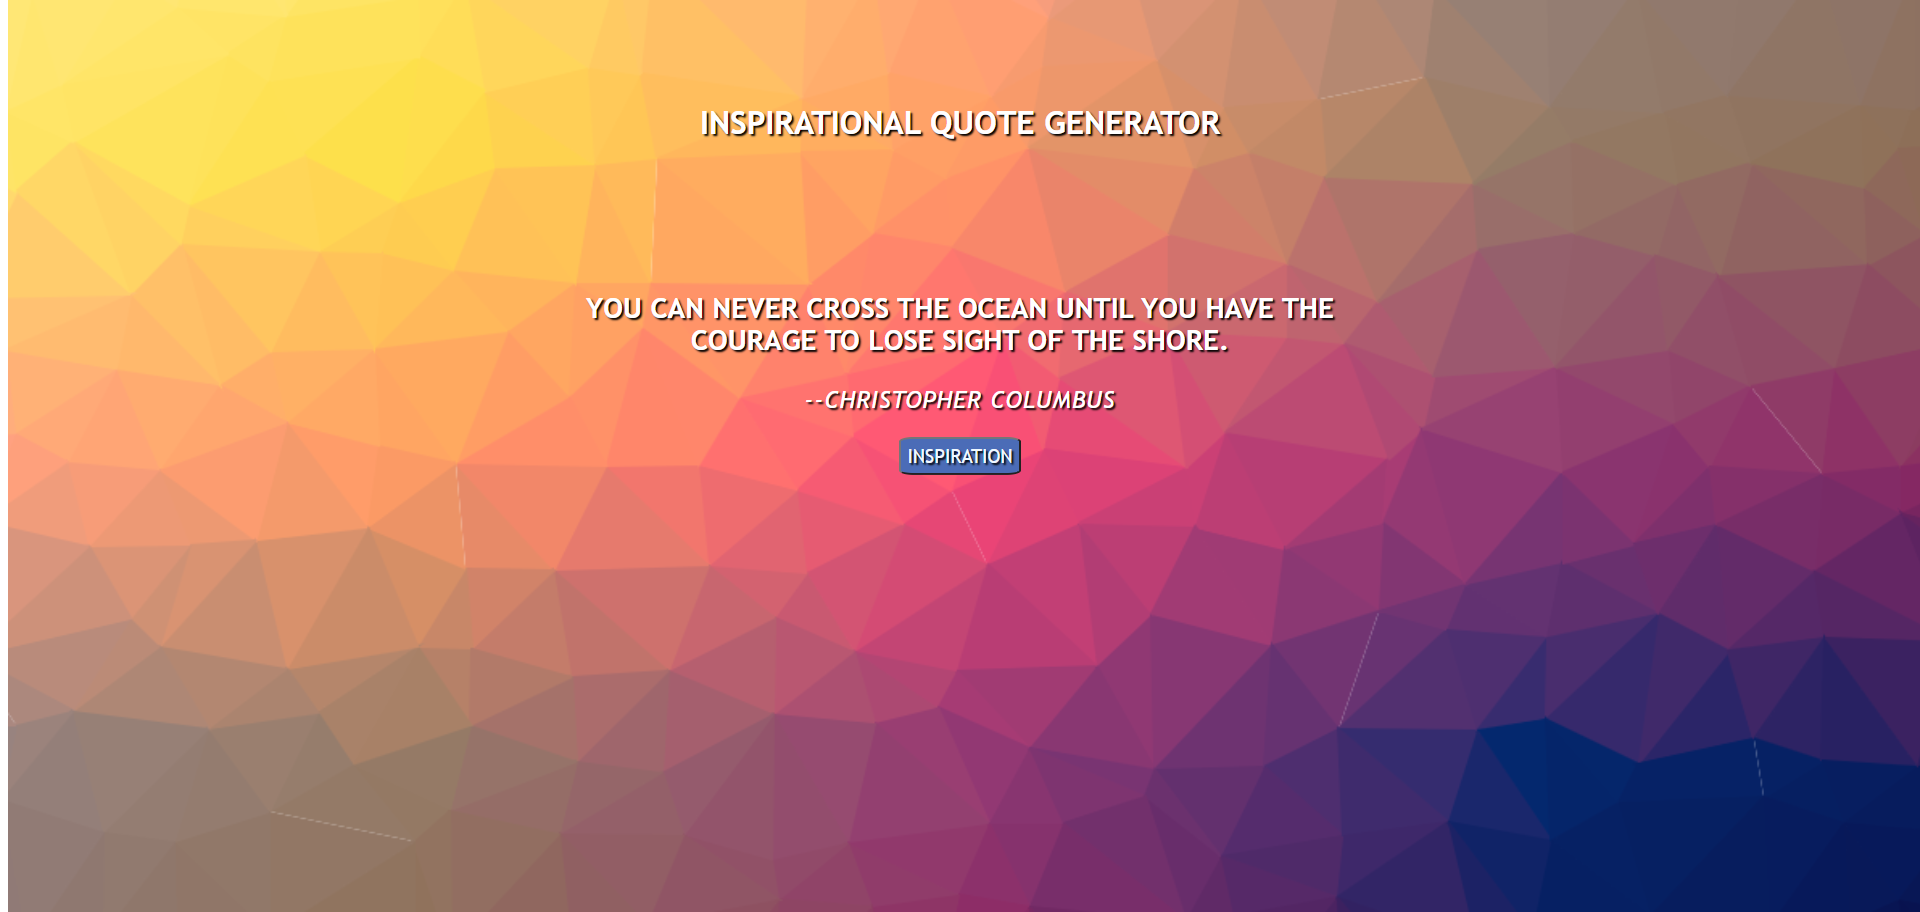 INSPIRATIONAL QUOTE GENERATOR
YOU CAN NEVER CROSS THE OCEAN UNTIL YOU HAVE THE
COURAGE TO LOSE SIGHT OF THE SHORE.
--CHRISTOPHER COLUMBUS
INSPIRATION